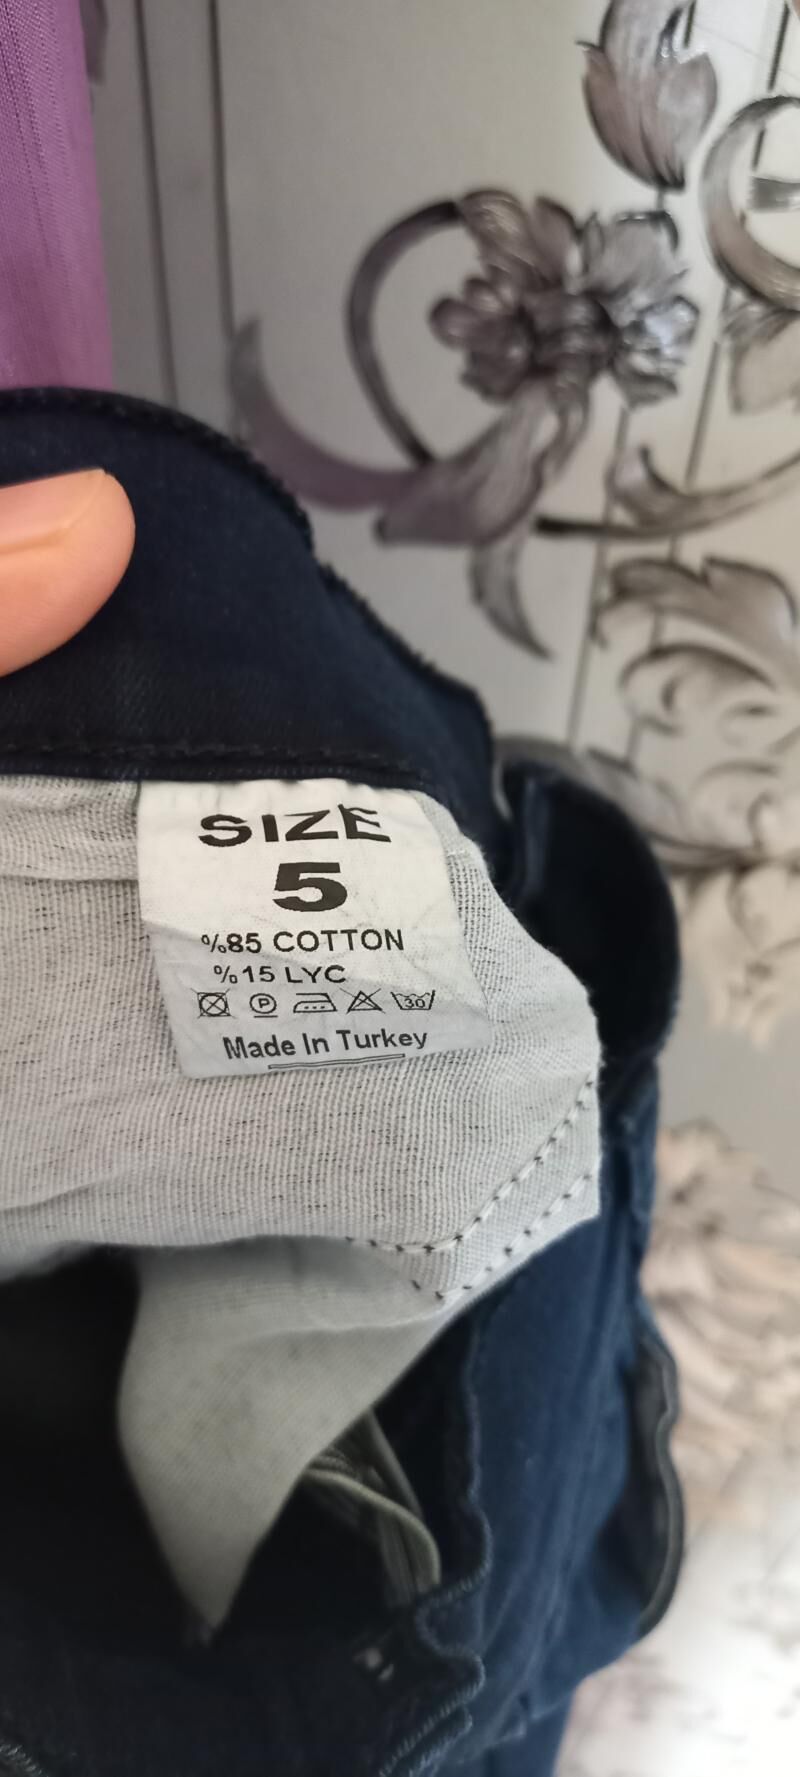 SIZE
5
%85 COTTON
%15 LYC
P 30
Made In Turkey